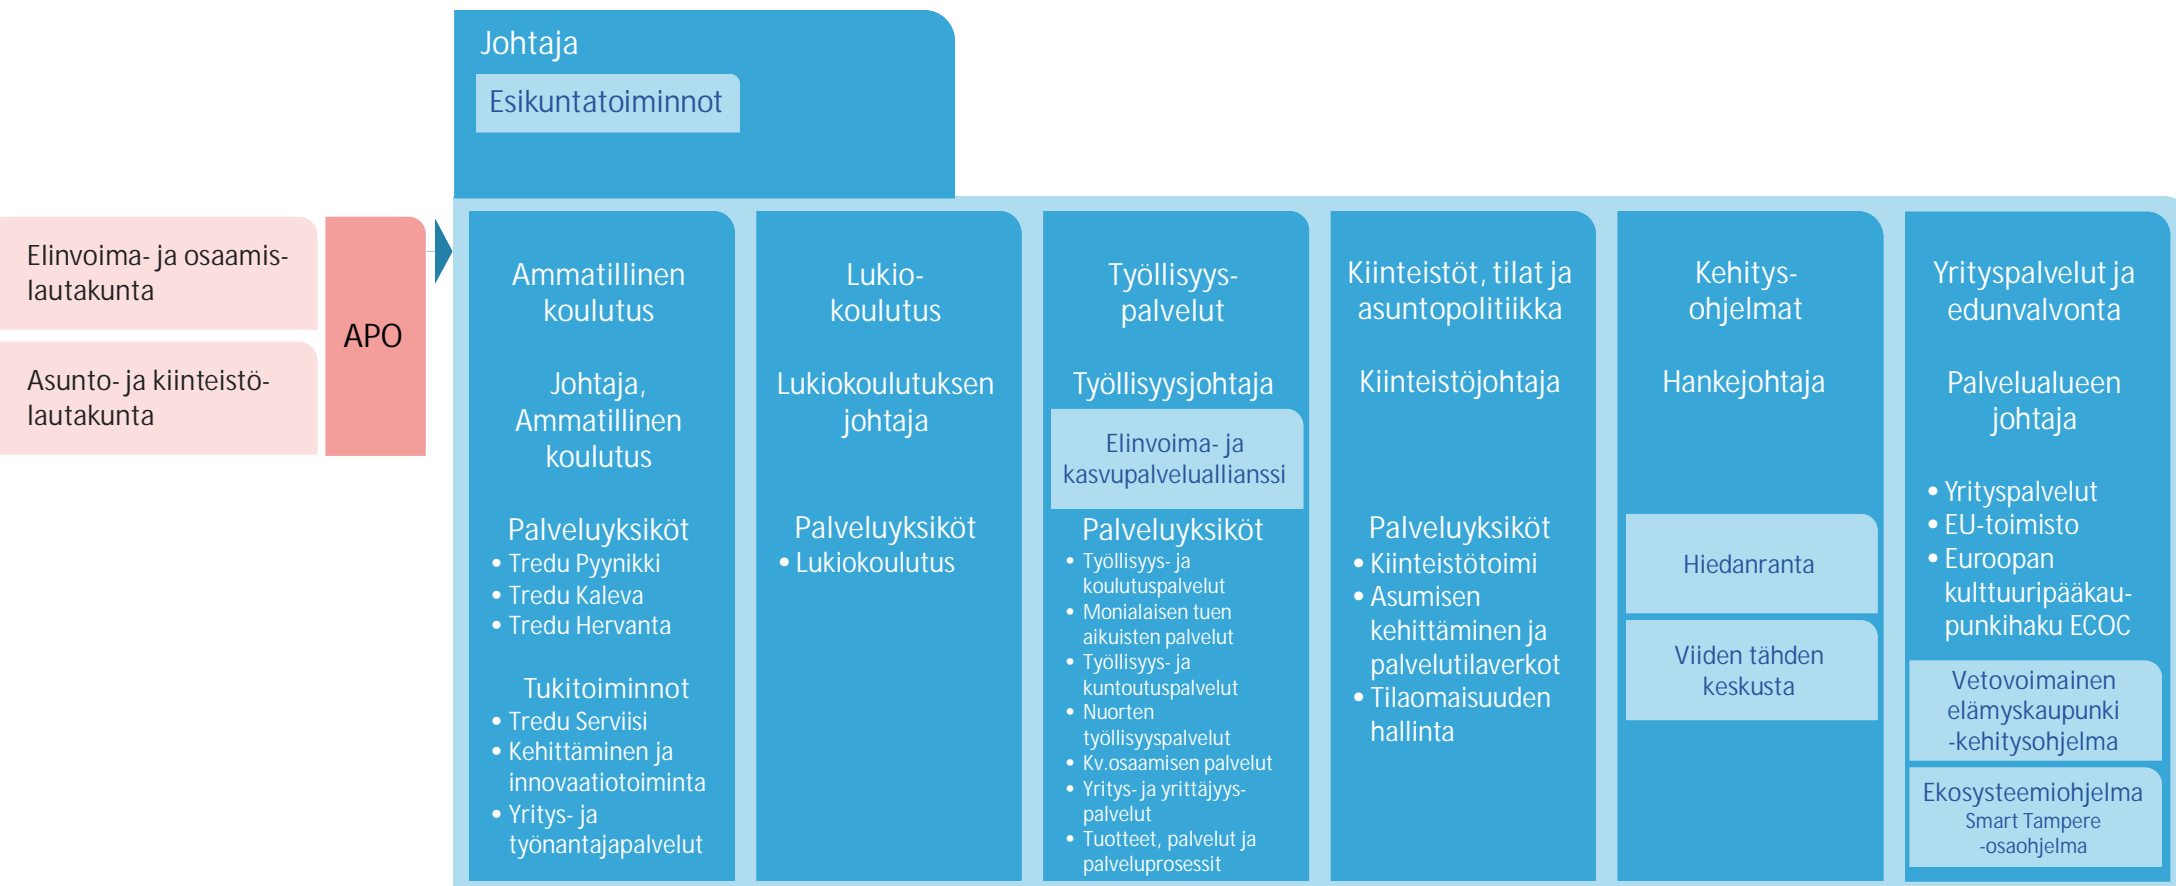 Johtaja
Esikuntatoiminnot
Elinvoima- ja osaamis-
lautakunta
Asunto- ja kiinteistö-
lautakunta
APO
Ammatillinen
koulutus
Johtaja,
Ammatillinen
koulutus
Palveluyksiköt
• Tredu Pyynikki
• Tredu Kaleva
• Tredu Hervanta
Tukitoiminnot
• Tredu Serviisi
• Kehittäminen ja
innovaatiotoiminta
• Yritys- ja
työnantajapalvelut
Lukio-
koulutus
Lukiokoulutuksen
johtaja
Palveluyksiköt
• Lukiokoulutus
Työllisyys-
palvelut
Työllisyysjohtaja
Elinvoima- ja
kasvupalveluallianssi
Palveluyksiköt
• Työllisyys- ja
koulutuspalvelut
• Monialaisen tuen
aikuisten palvelut
• Työllisyys- ja
kuntoutuspalvelut
• Nuorten
työllisyyspalvelut
• Kv.osaamisen palvelut
• Yritys- ja yrittäjyys-
palvelut
• Tuotteet, palvelut ja
palveluprosessit
Kiinteistöt, tilat ja
asuntopolitiikka
Kiinteistöjohtaja
Palveluyksiköt
• Kiinteistötoimi
• Asumisen
kehittäminen ja
palvelutilaverkot
• Tilaomaisuuden
hallinta
Kehitys-
ohjelmat
Hankejohtaja
Hiedanranta
Viiden tähden
keskusta
Yrityspalvelut ja
edunvalvonta
Palvelualueen
johtaja
• Yrityspalvelut
• EU-toimisto
• Euroopan
kulttuuripääkau-
punkihaku ECOC
Vetovoimainen
elämyskaupunki
-kehitysohjelma
Ekosysteemiohjelma
Smart Tampere
-osaohjelma